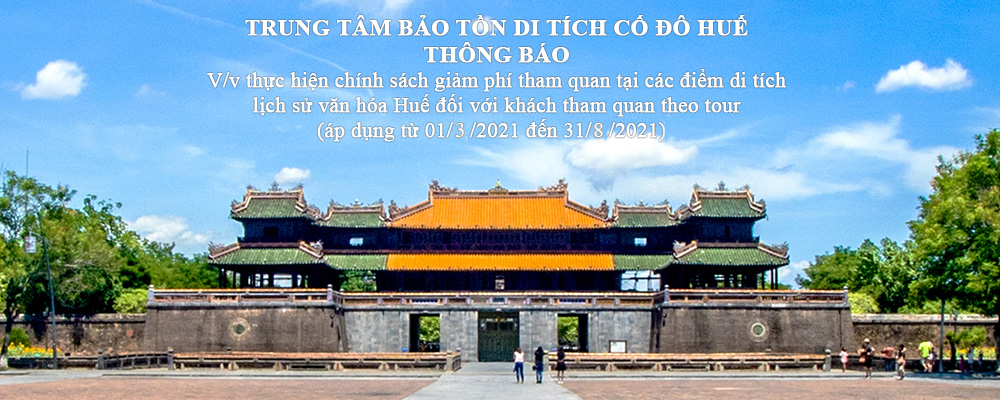 TRUNG TÂM BẢO TỒN DI TÍCH CỐ ĐÔ HUẾ
THÔNG BÁO
V/v thực hiện chính sách giảm phí tham quan tại các điểm di tích
lịch sử văn hóa Huế đối với khách tham quan theo tour
(áp dụng từ 01/3/2021 đến 31/8/2021)